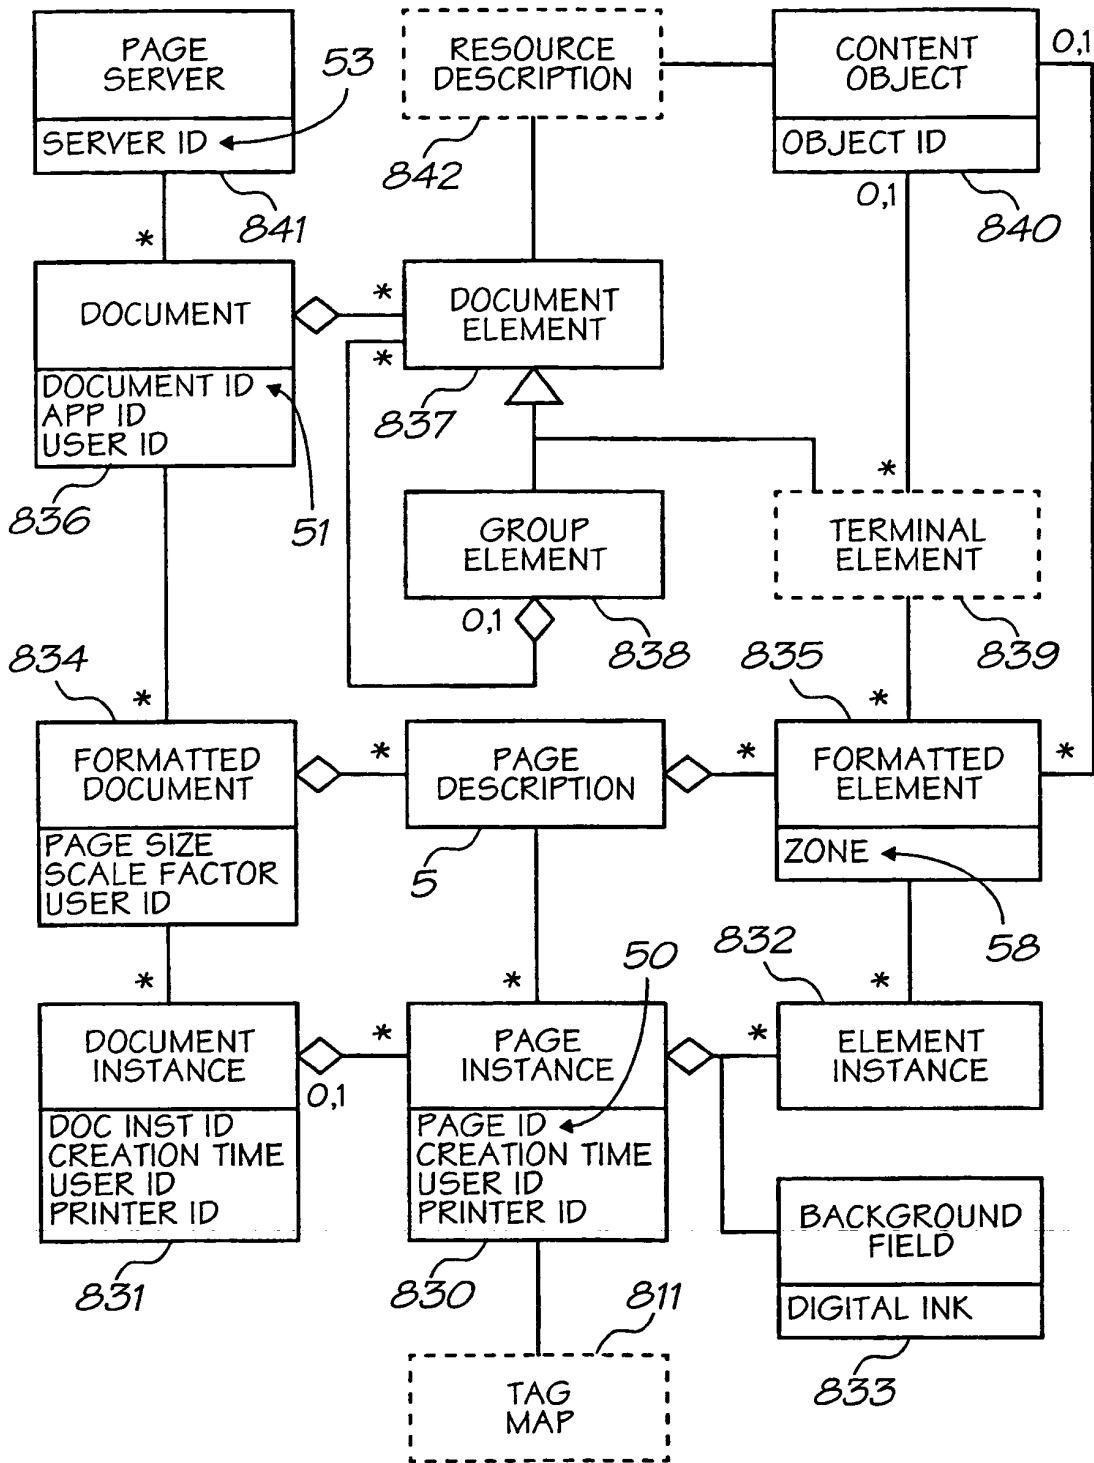 PAGE
SERVER
SERVER ID
53
841
*
RESOURCE
DESCRIPTION
842
CONTENT
OBJECT
OBJECT ID
0,1
0,1
840
DOCUMENT
DOCUMENT ID
APP ID
USER ID
836
51
*
*
DOCUMENT
ELEMENT
837
GROUP
ELEMENT
0,1
838
*
TERMINAL
ELEMENT
839
834
*
FORMATTED
DOCUMENT
PAGE SIZE
SCALE FACTOR
USER ID
*
PAGE
DESCRIPTION
5
835
*
*
*
FORMATTED
ELEMENT
ZONE
58
*
DOCUMENT
INSTANCE
0,1
DOC INST ID
CREATION TIME
USER ID
PRINTER ID
831
50
*
*
PAGE
INSTANCE
PAGE ID
CREATION TIME
USER ID
PRINTER ID
830
832
*
*
ELEMENT
INSTANCE
BACKGROUND
FIELD
DIGITAL INK
833
811
TAG
MAP